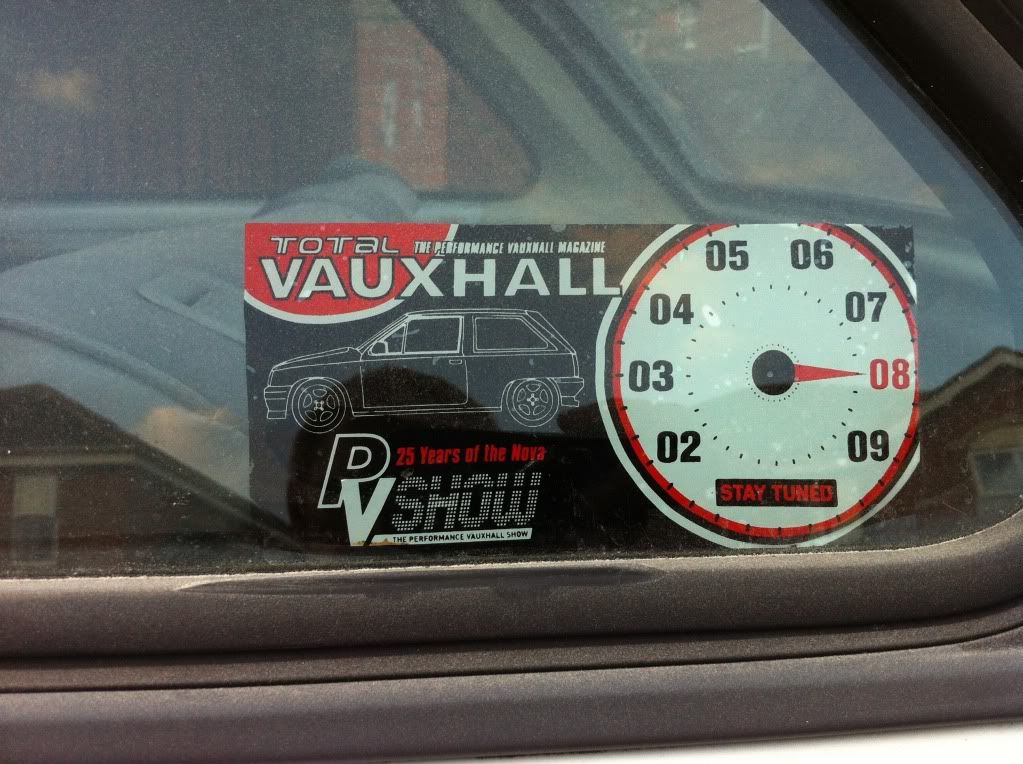 TOTAL
THE PERFORMANCE VAUXHALL MAGAZINE
VAUXHALL
25 Years of the Nova
PV SHOW
THE PERFORMANCE VAUXHALL SHOW
02
03
04
05
06
07
08
09
STAY TUNED